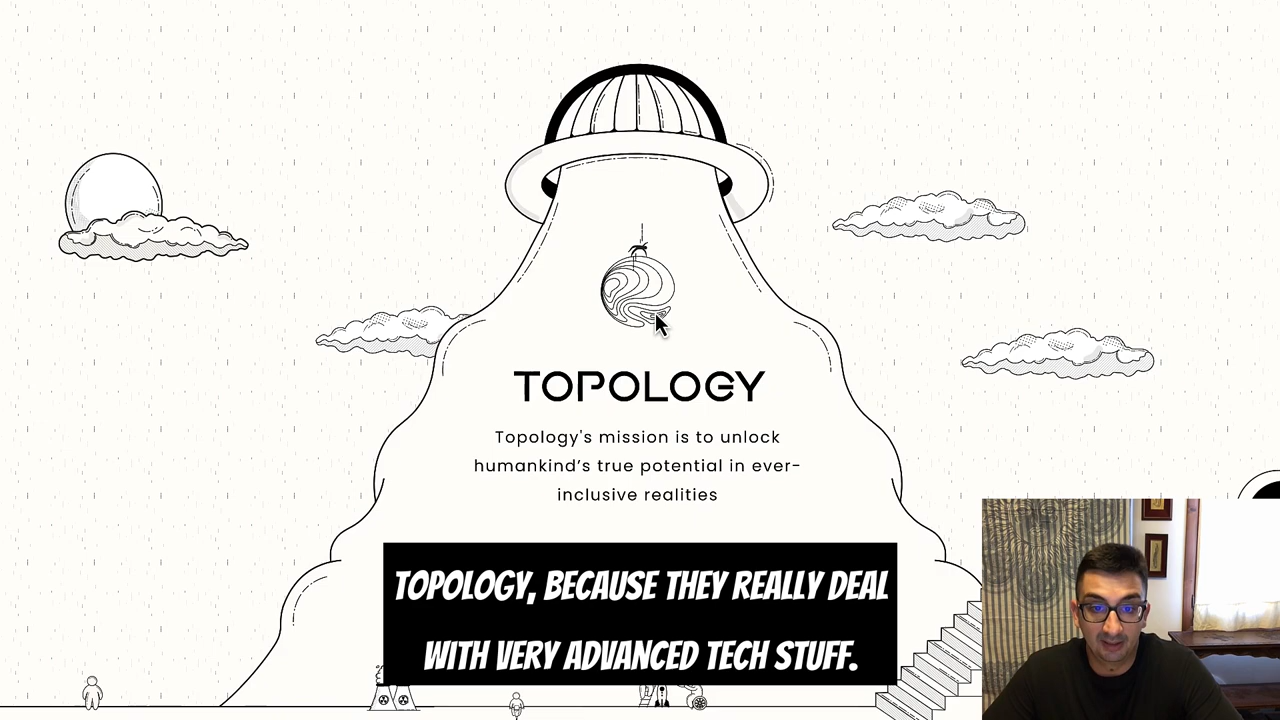 TOPOLOGY
Topology's mission is to unlock
humankind’s true potential in ever-
inclusive realities
TOPOLOGY, BECAUSE THEY REALLY DEAL
WITH VERY ADVANCED TECH STUFF.